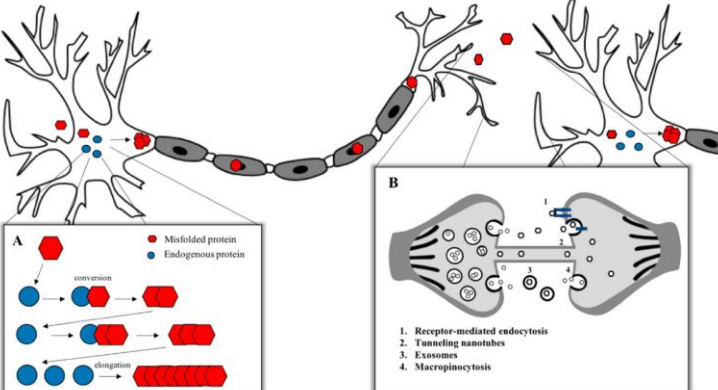 A
Misfolded protein
Endogenous protein
conversion
elongation
B
1
2
3
4
1. Receptor-mediated endocytosis
2. Tunneling nanotubes
3. Exosomes
4. Macropinocytosis